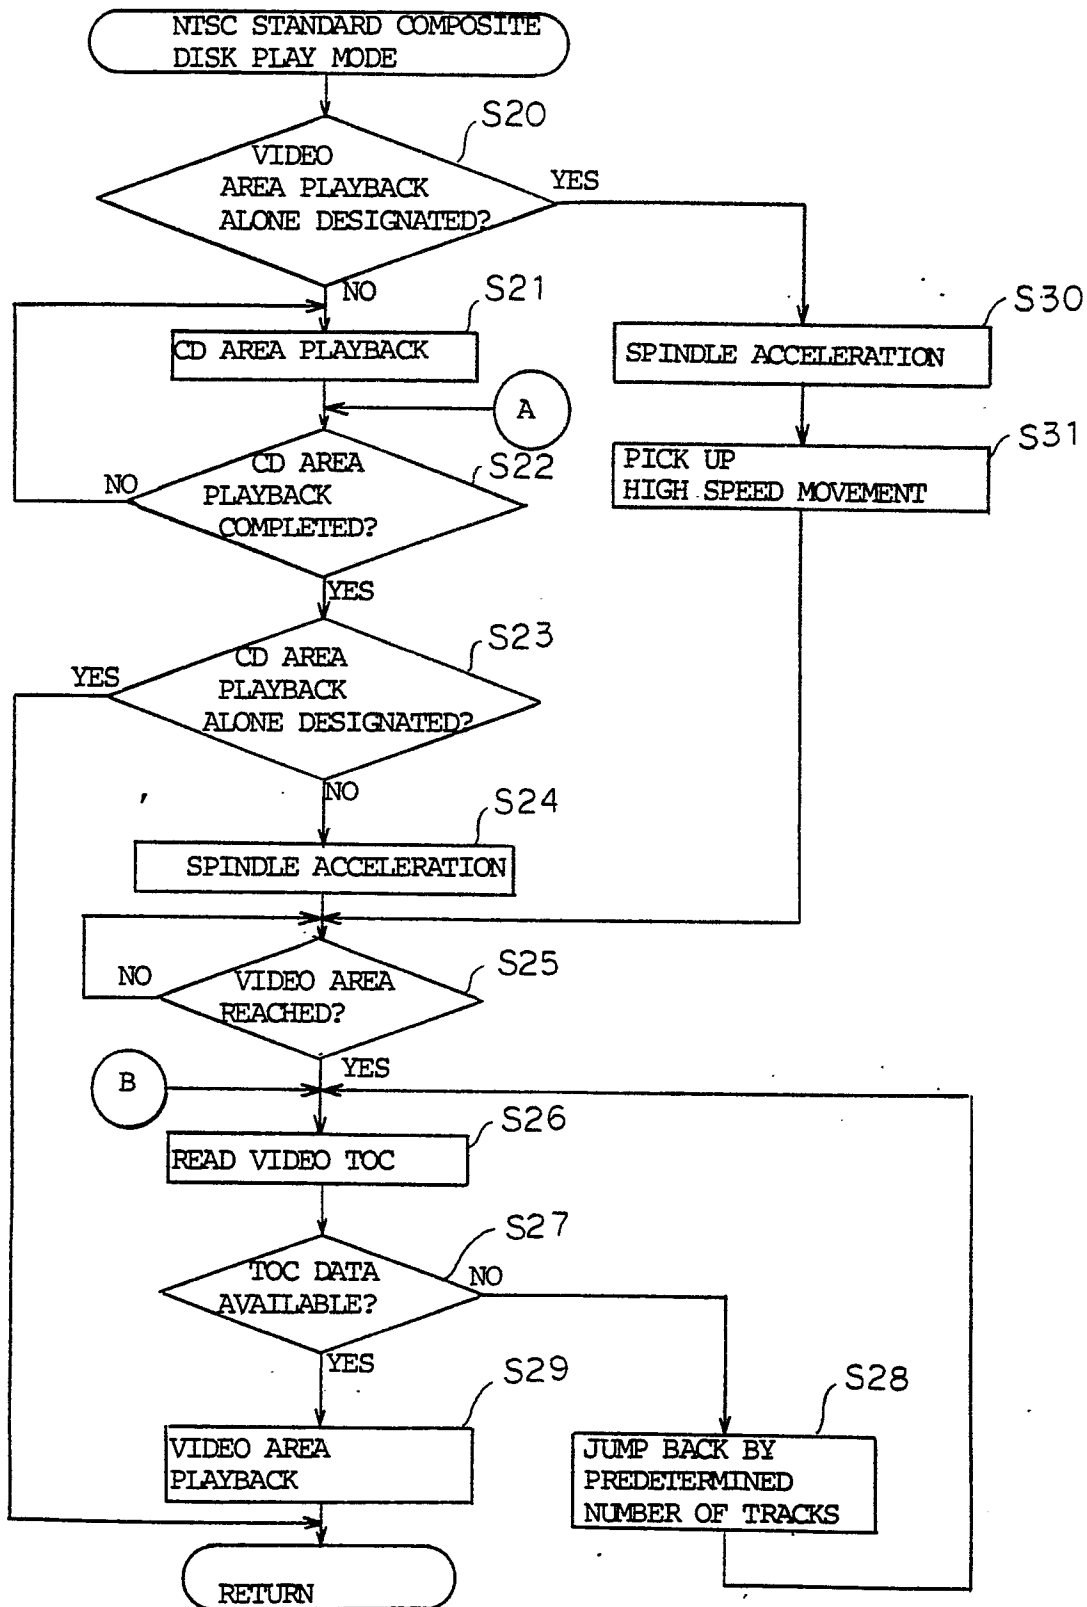 NTSC STANDARD COMPOSITE
DISK PLAY MODE
S20
VIDEO
AREA PLAYBACK
ALONE DESIGNATED?
YES
NO
S21
CD AREA PLAYBACK
S30
SPINDLE ACCELERATION
A
S31
PICK UP
HIGH SPEED MOVEMENT
S22
CD AREA
PLAYBACK
COMPLETED?
NO
YES
S23
CD AREA
PLAYBACK
ALONE DESIGNATED?
YES
NO
S24
SPINDLE ACCELERATION
S25
VIDEO AREA
REACHED?
NO
YES
B
S26
READ VIDEO TOC
S27
TOC DATA
AVAILABLE?
NO
YES
S29
VIDEO AREA
PLAYBACK
S28
JUMP BACK BY
PREDETERMINED
NUMBER OF TRACKS
RETURN